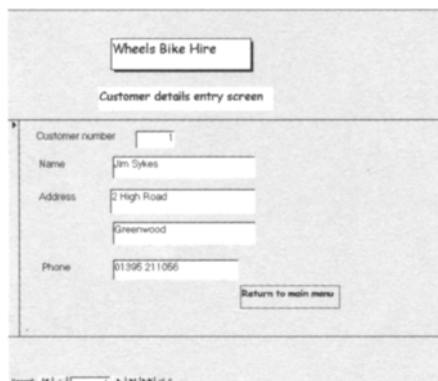 Wheels Bike Hire
Customer details entry screen
Customer number 1
Name Jim Sykes
Address 2 High Road
Greenwood
Phone 01395 211056
Return to main menu